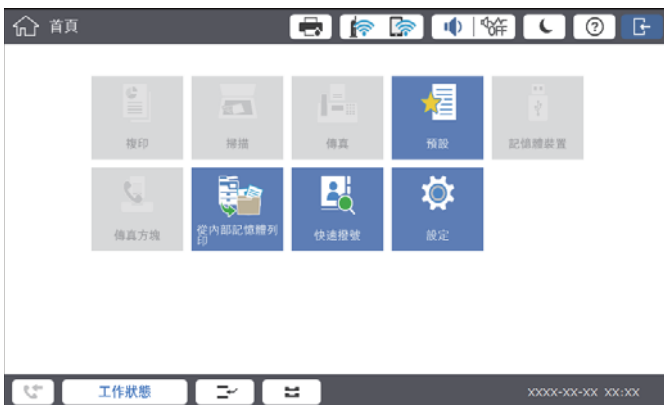 首頁
OFF
?
複印
掃描
傳真
預設
記憶體裝置
傳真方塊
從內部記憶體列
印
快速撥號
設定
工作狀態
XXXX-XX-XX XX:XX